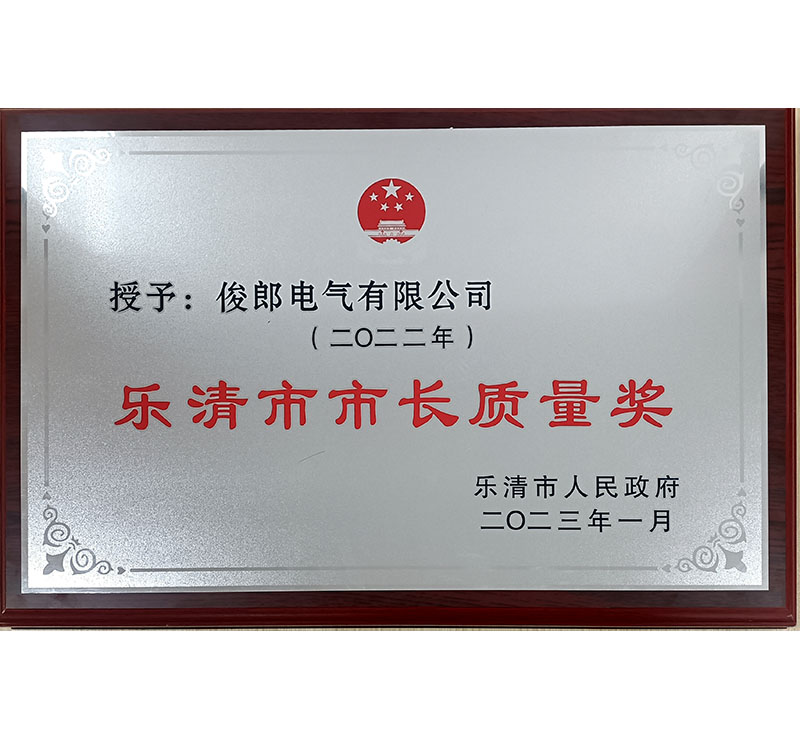 授予：俊郎电气有限公司
（二〇二二年）
乐清市市长质量奖
乐清市人民政府
二〇二三年一月